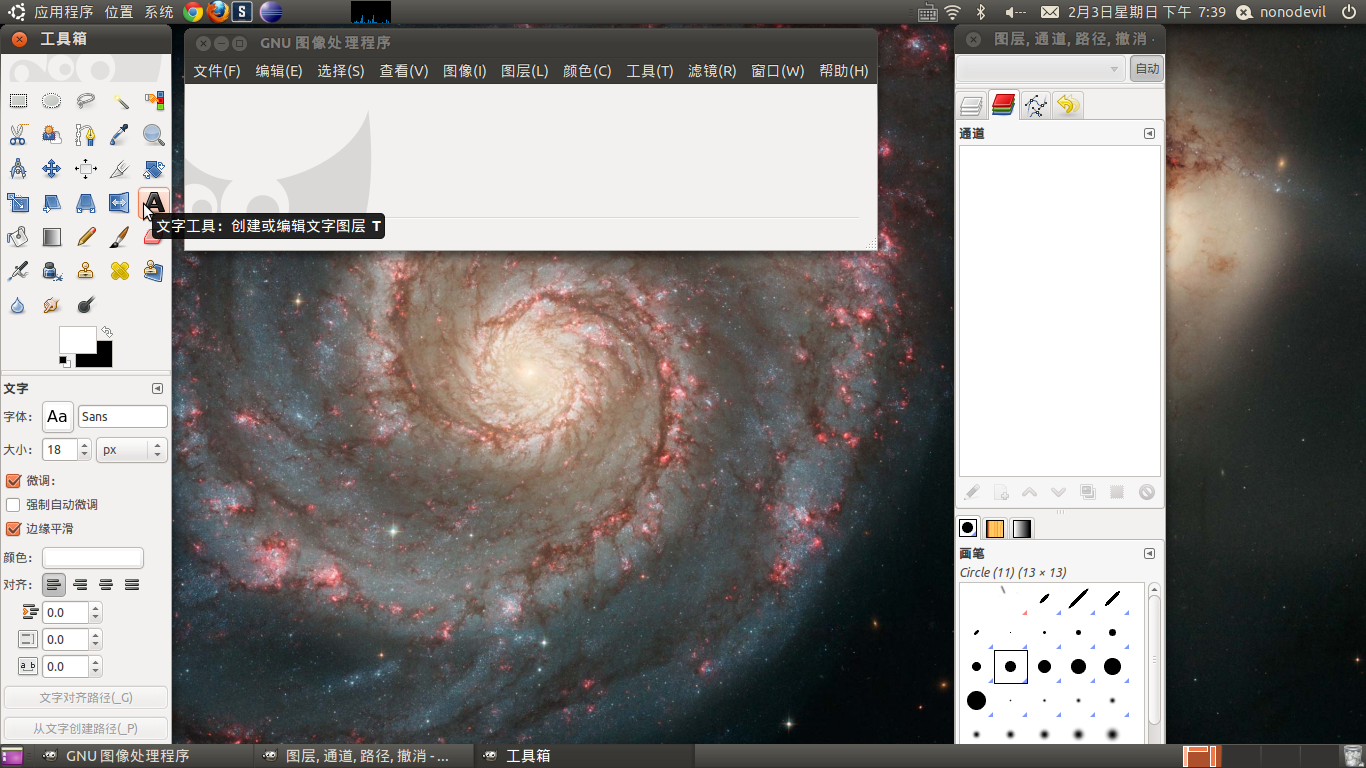 应用程序 位置 系统
2月3日星期日 下午 7:39
nonodevil
工具箱
GNU 图像处理程序
文件(F) 编辑(E) 选择(S) 查看(V) 图像(I) 图层(L) 颜色(C) 工具(T) 滤镜(R) 窗口(W) 帮助(H)
文字工具：创建或编辑文字图层 T
文字
字体:
Aa
Sans
大小:
18
px
微调:
强制自动微调
边缘平滑
颜色:
对齐:
0.0
0.0
a b
0.0
文字对齐路径(_G)
从文字创建路径(_P)
图层, 通道, 路径, 撤消 -
自动
通道
画笔
Circle (11) (13 × 13)
GNU 图像处理程序
图层, 通道, 路径, 撤消 -...
工具箱